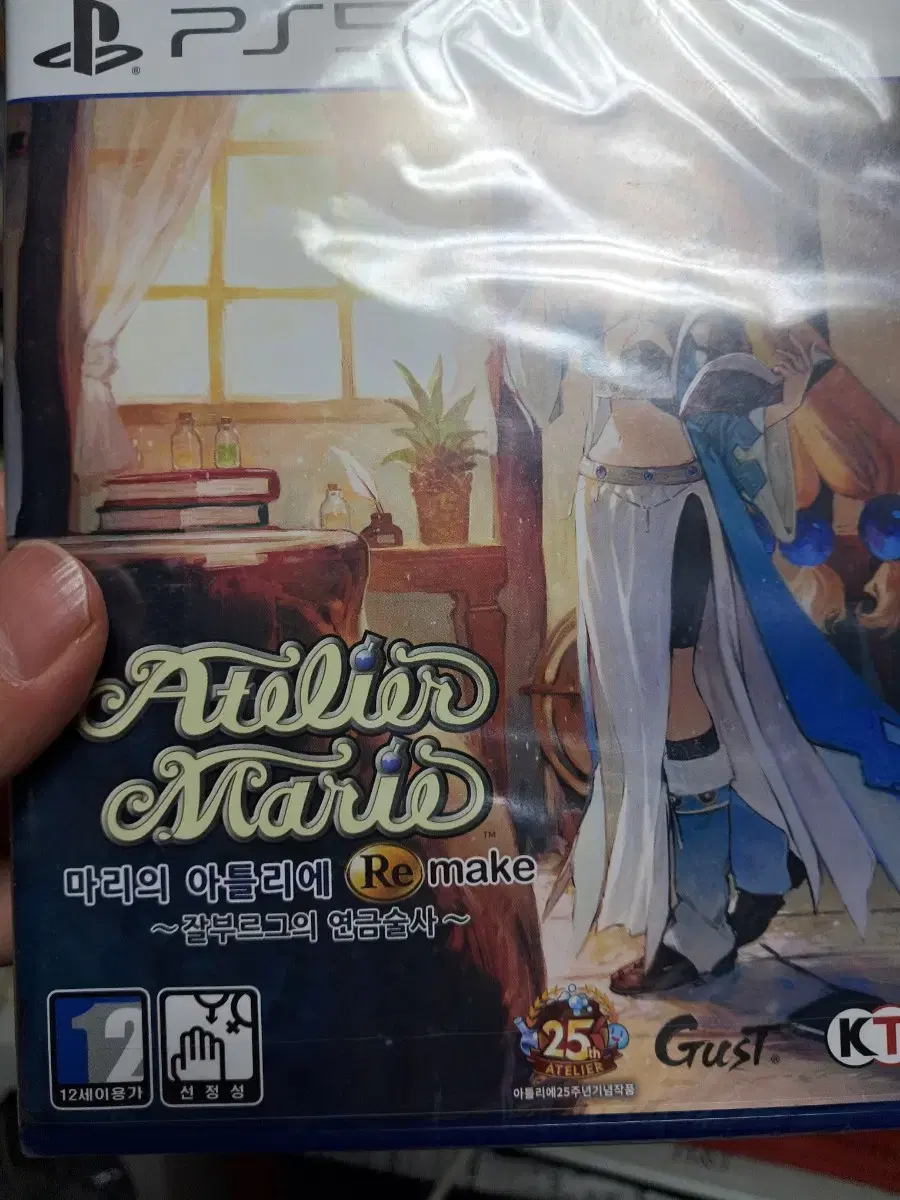 PS5
Atelier
Marie
TM
마리의 아틀리에 Remake
~잘부르그의 연금술사~
12
12세이용가
선정성
25th
ATELIER
아틀리에25주년기념작품
GUST
KT